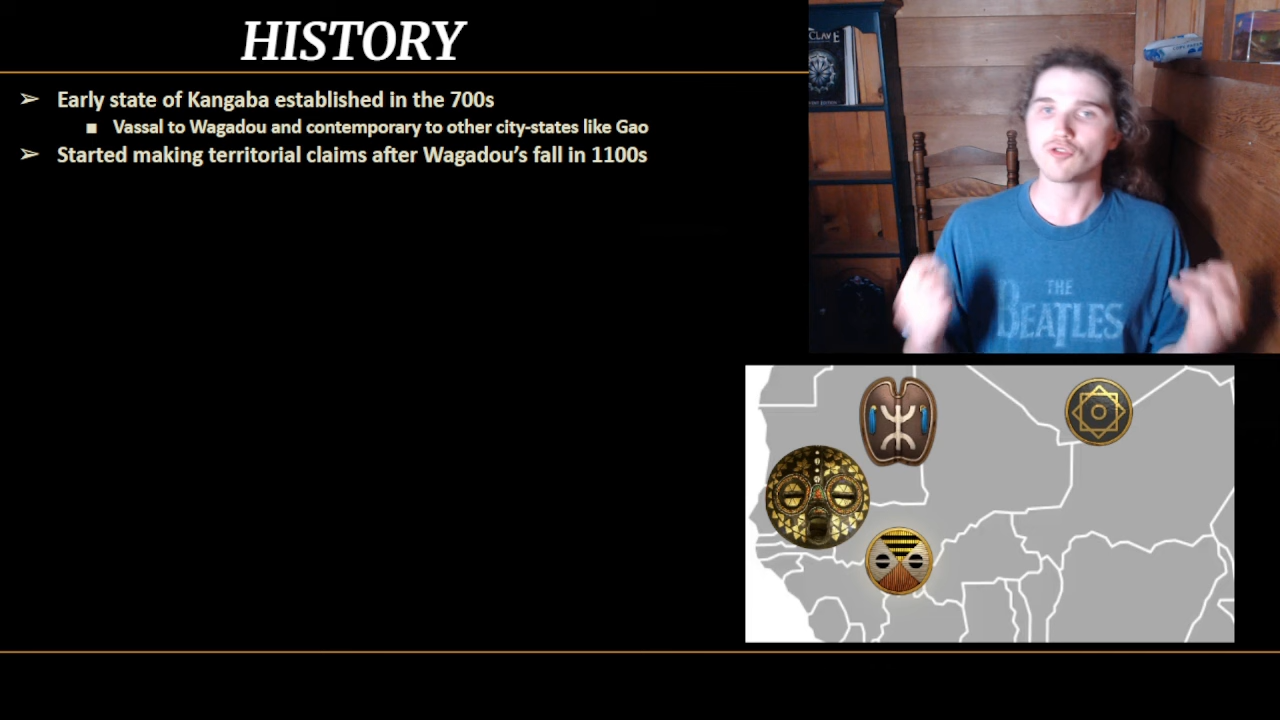 HISTORY
➢ Early state of Kangaba established in the 700s
■ Vassal to Wagadou and contemporary to other city-states like Gao
➢ Started making territorial claims after Wagadou’s fall in 1100s
CLAVE
THE
BEATLES